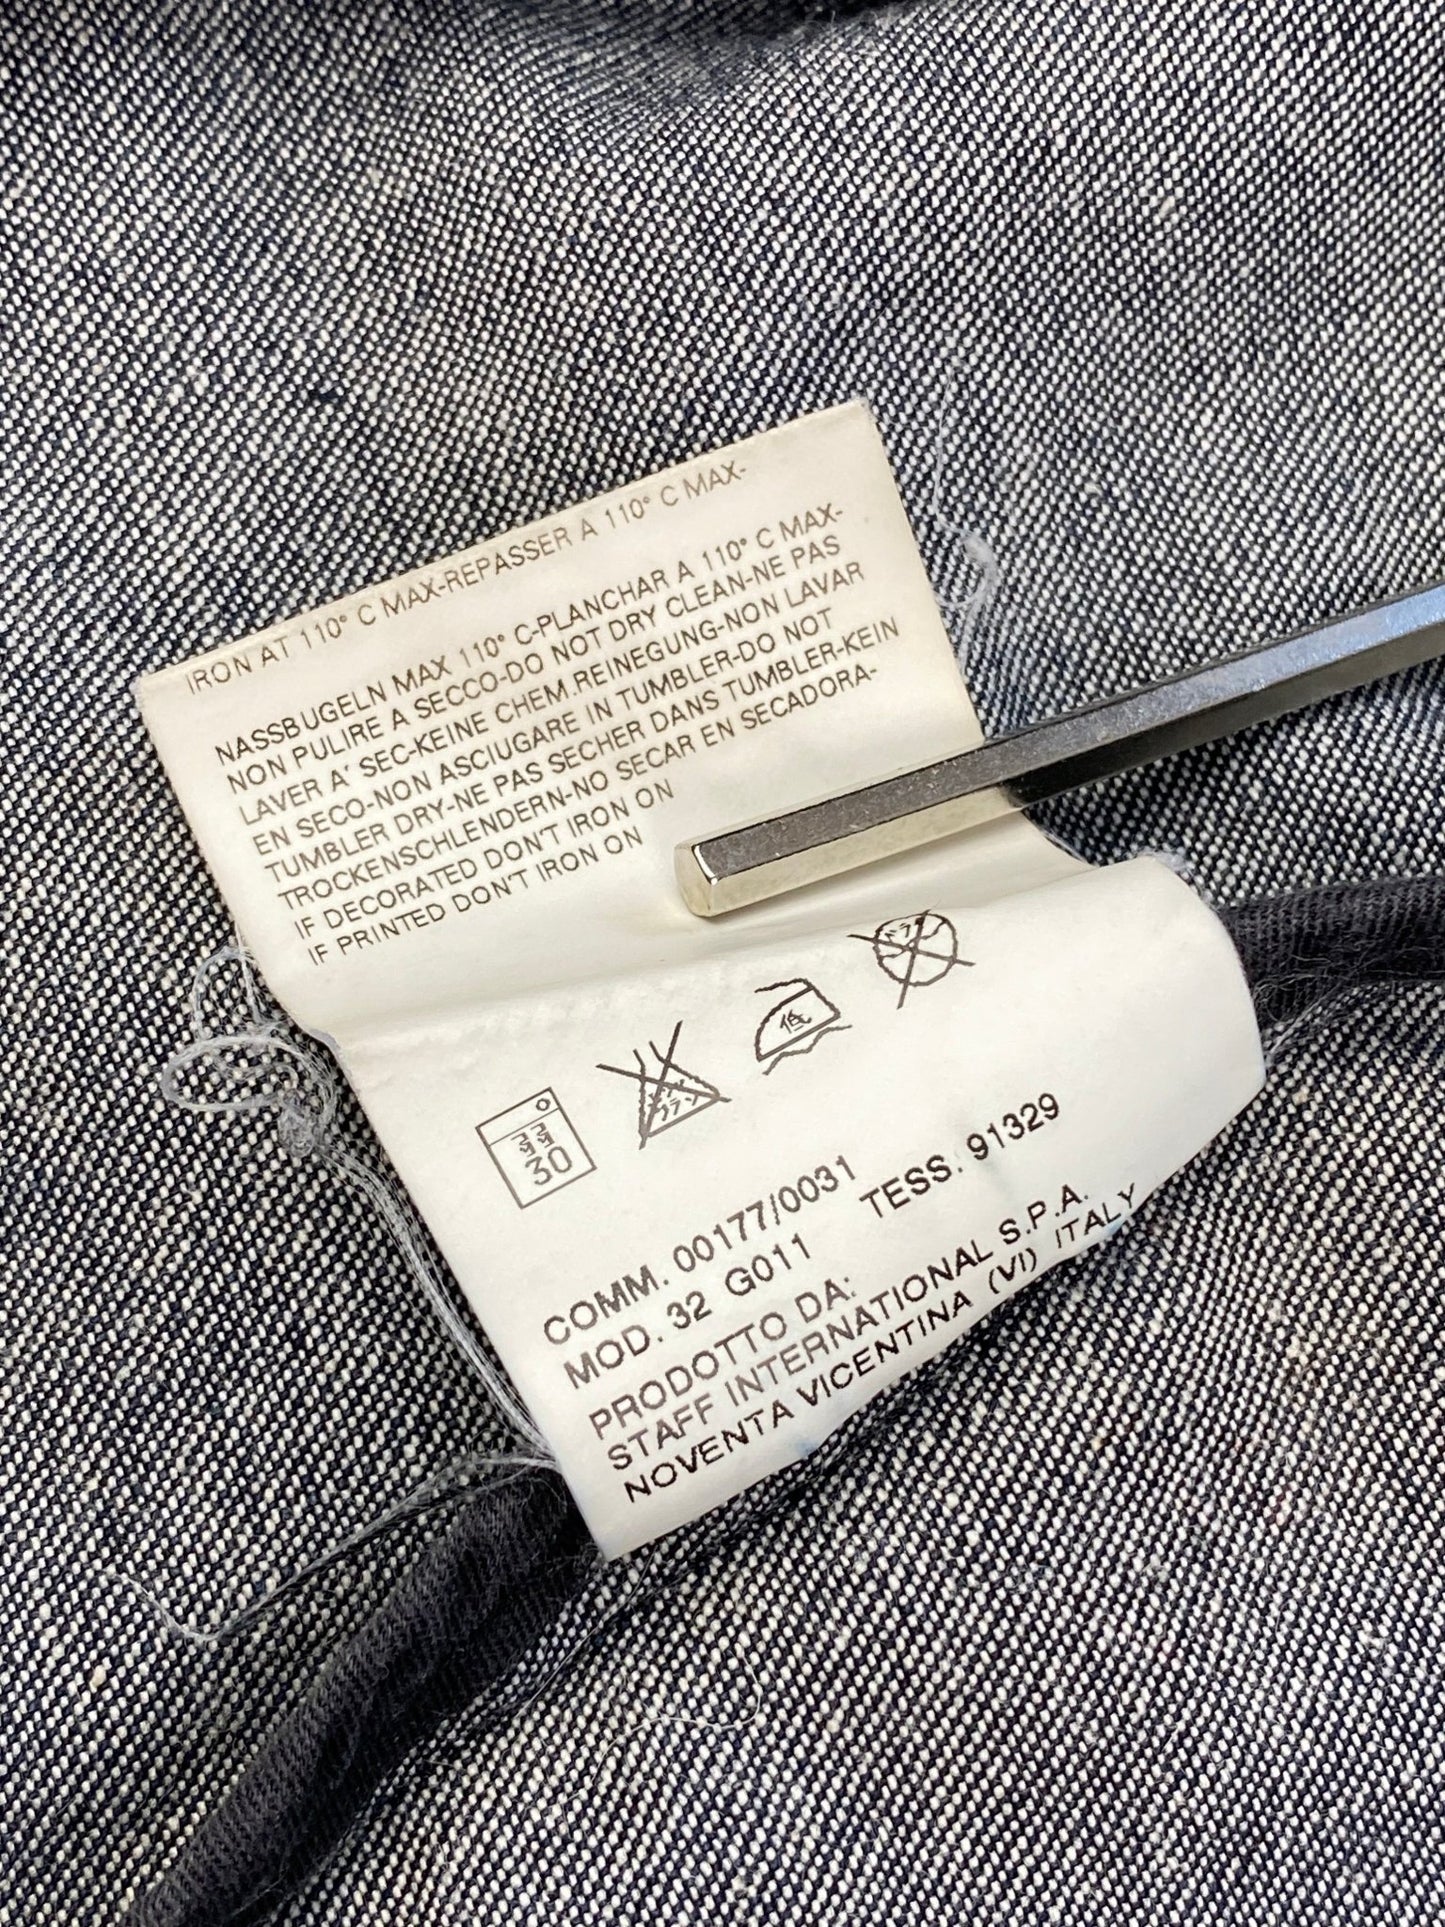 IRON AT 110° C MAX-REPASSER A 110° C MAX-
NASSBUGELN MAX 110° C-PLANCHAR A 110° C MAX-
NON PULIRE A SECCO-DO NOT DRY CLEAN-NE PAS
LAVER A' SEC-KEINE CHEM.REINEGUNG-NON LAVAR
EN SECO-NON ASCIUGARE IN TUMBLER-DO NOT
TUMBLER DRY-NE PAS SECHER DANS TUMBLER-KEIN
TROCKENSCHLENDERN-NO SECAR EN SECADORA-
IF DECORATED DON'T IRON ON
IF PRINTED DON'T IRON ON
30
低
ドライ
COMM. 00177/0031
MOD. 32 G011 TESS. 91329
PRODOTTO DA:
STAFF INTERNATIONAL S.P.A.
NOVENTA VICENTINA (VI) ITALY